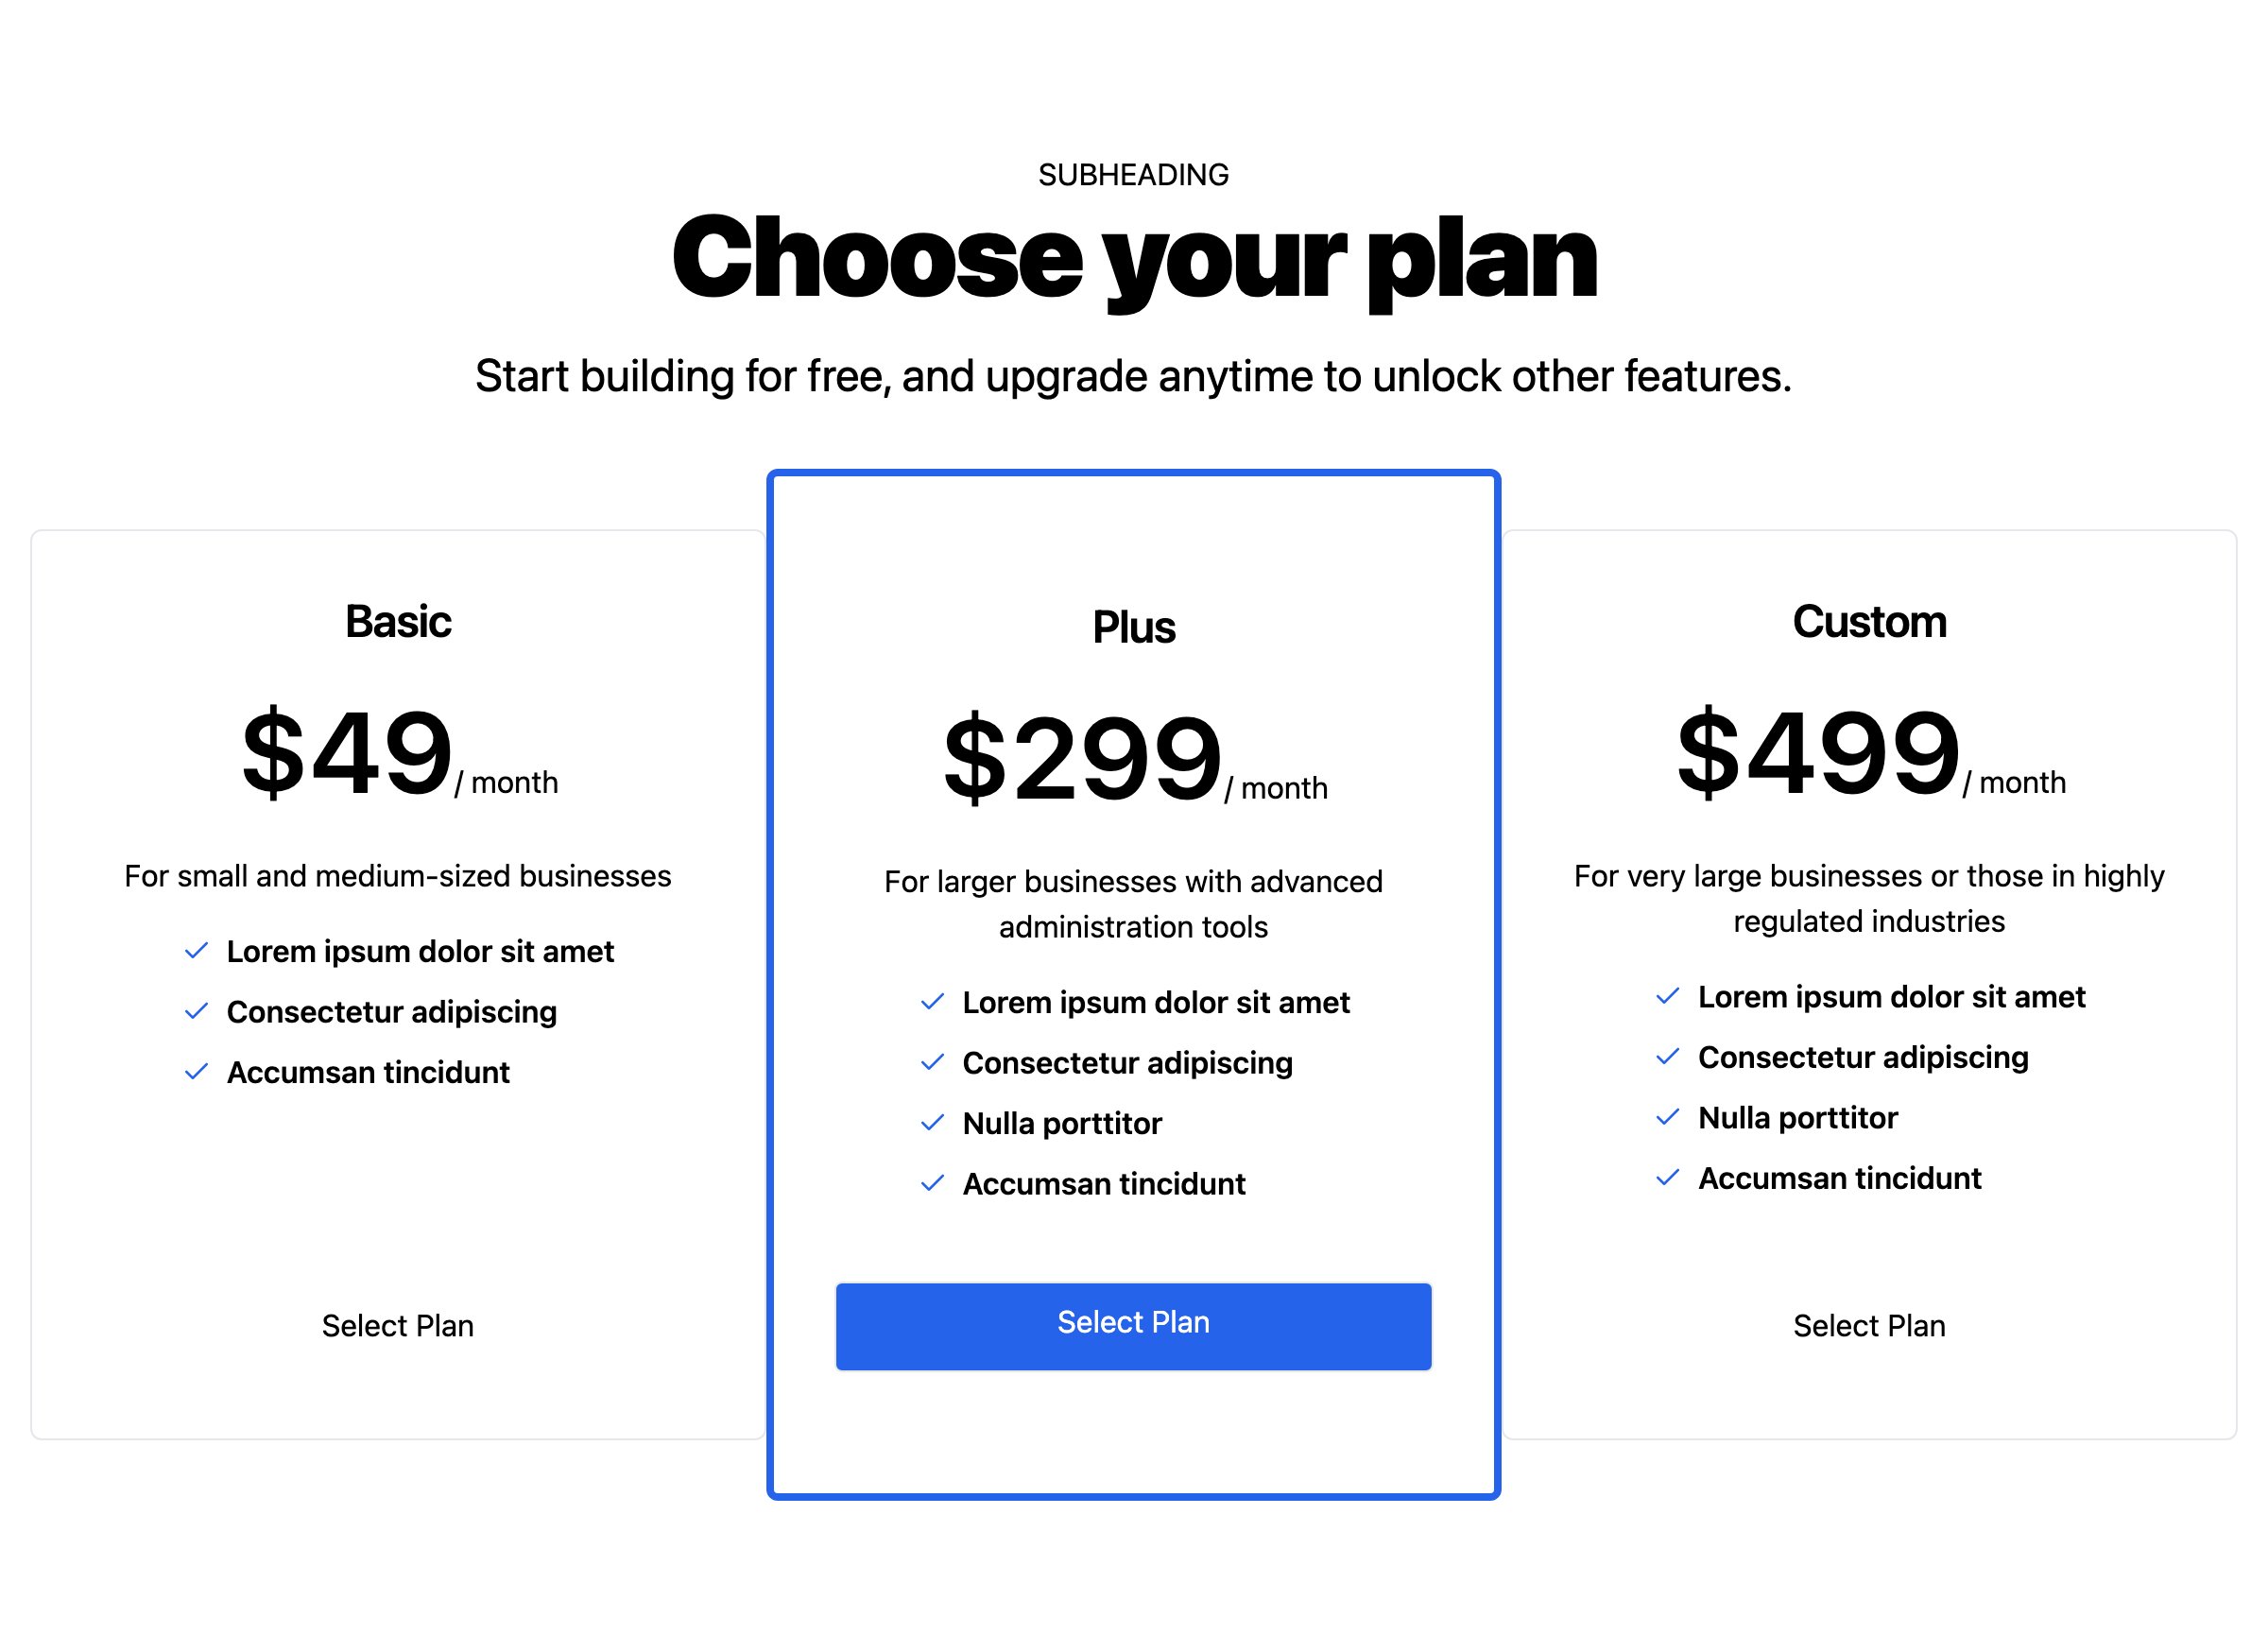 SUBHEADING
Choose your plan
Start building for free, and upgrade anytime to unlock other features.
Basic
$49/ month
For small and medium-sized businesses
Lorem ipsum dolor sit amet
Consectetur adipiscing
Accumsan tincidunt
Select Plan
Plus
$299/ month
For larger businesses with advanced
administration tools
Lorem ipsum dolor sit amet
Consectetur adipiscing
Nulla porttitor
Accumsan tincidunt
Select Plan
Custom
$499/ month
For very large businesses or those in highly
regulated industries
Lorem ipsum dolor sit amet
Consectetur adipiscing
Nulla porttitor
Accumsan tincidunt
Select Plan